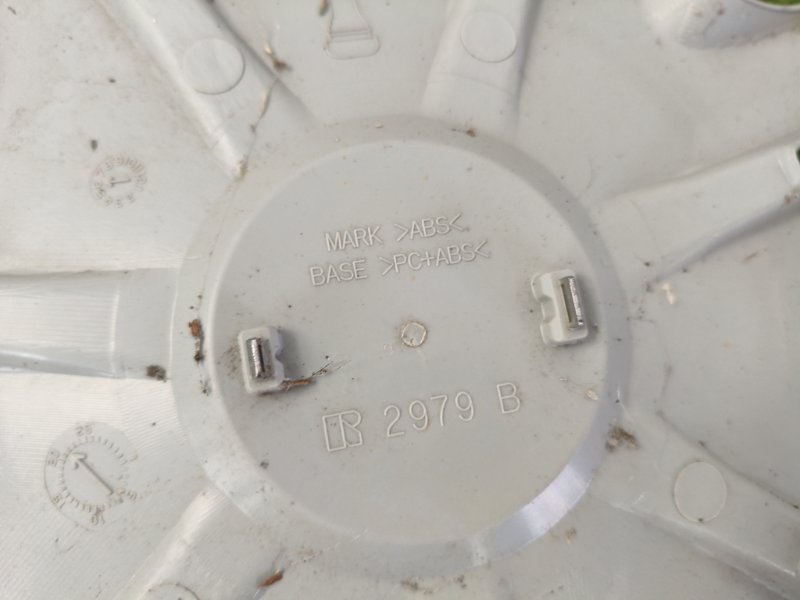 MARK >ABS<
BASE >PC+ABS<
R 2979 B